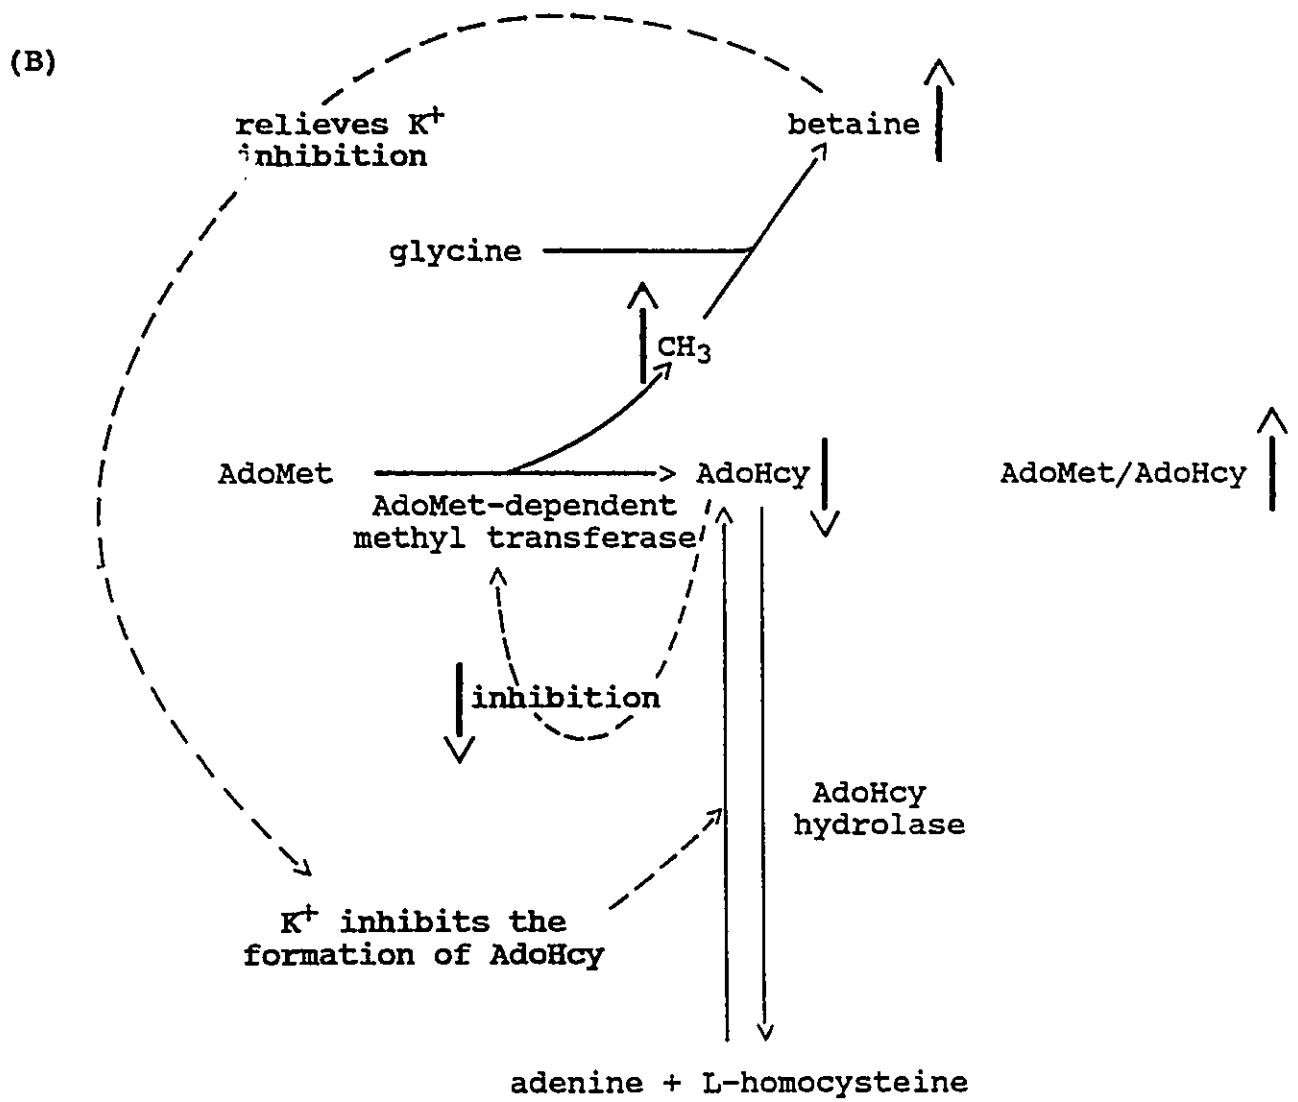 (B)
relieves K+
inhibition
betaine
glycine
CH3
AdoMet
AdoHcy
AdoMet/AdoHcy
AdoMet-dependent
methyl transferase
inhibition
AdoHcy
hydrolase
K+ inhibits the
formation of AdoHcy
adenine + L-homocysteine